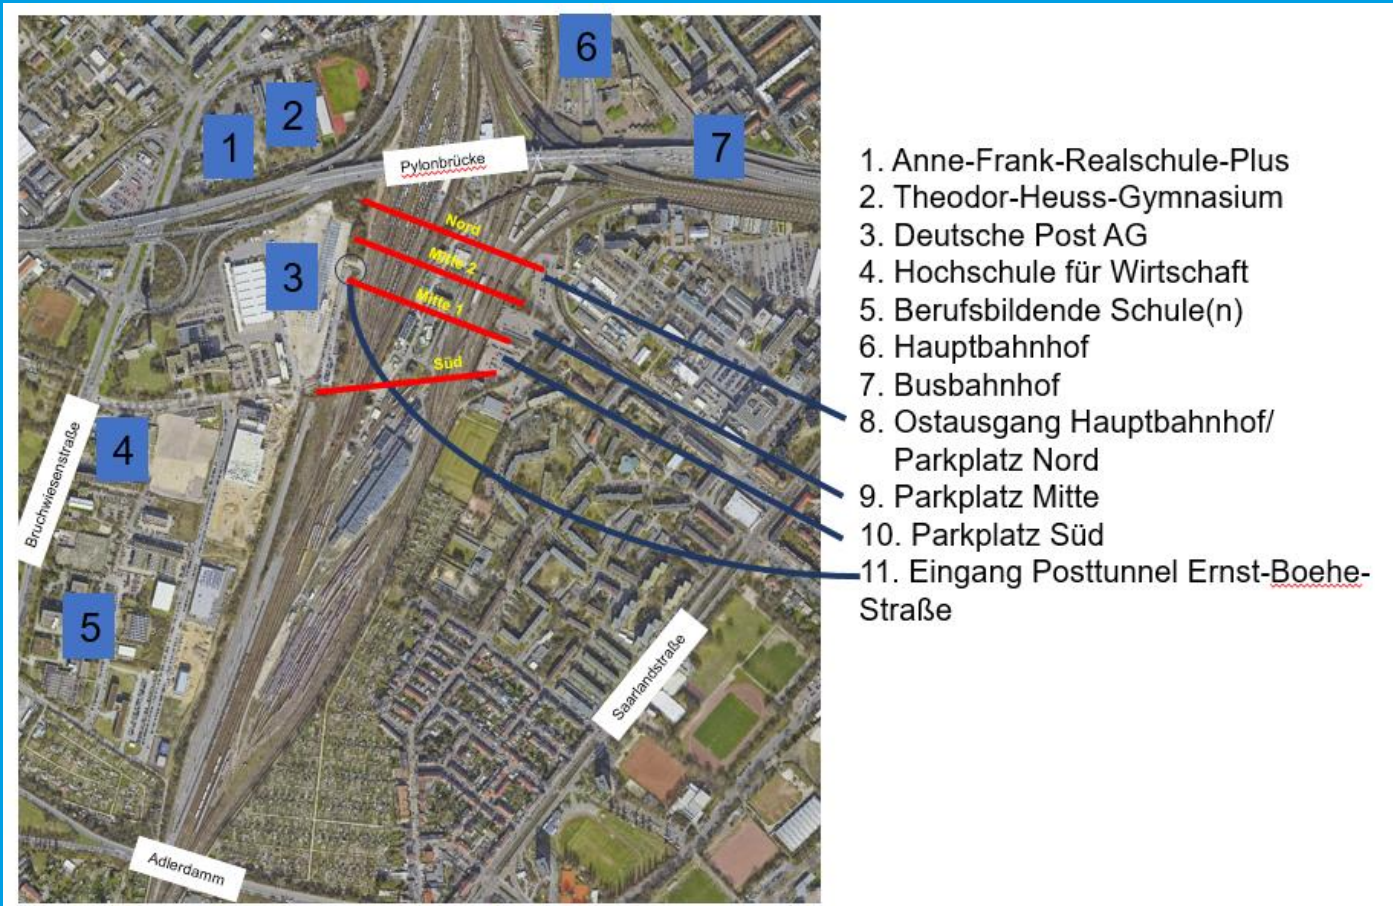 6
2
1
7
Pylonbrücke
Nord
Mitte 2
3
Mitte 1
Süd
4
Bruchwiesenstraße
5
Saarlandstraße
Adlerdamm
1. Anne-Frank-Realschule-Plus
2. Theodor-Heuss-Gymnasium
3. Deutsche Post AG
4. Hochschule für Wirtschaft
5. Berufsbildende Schule(n)
6. Hauptbahnhof
7. Busbahnhof
8. Ostausgang Hauptbahnhof/
Parkplatz Nord
9. Parkplatz Mitte
10. Parkplatz Süd
11. Eingang Posttunnel Ernst-Boehe-
Straße